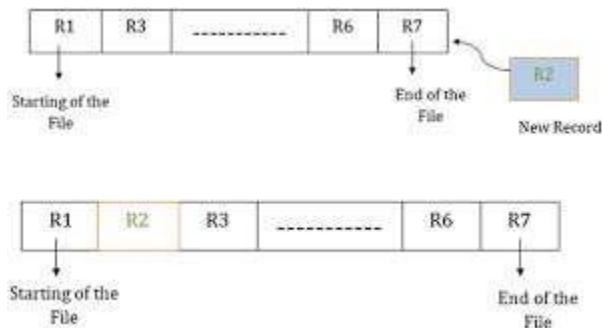 R1 R3 ----------- R6 R7
R2
Starting of the
File
End of the
File
New Record
R1 R2 R3 ------------ R6 R7
Starting of the
File
End of the
File